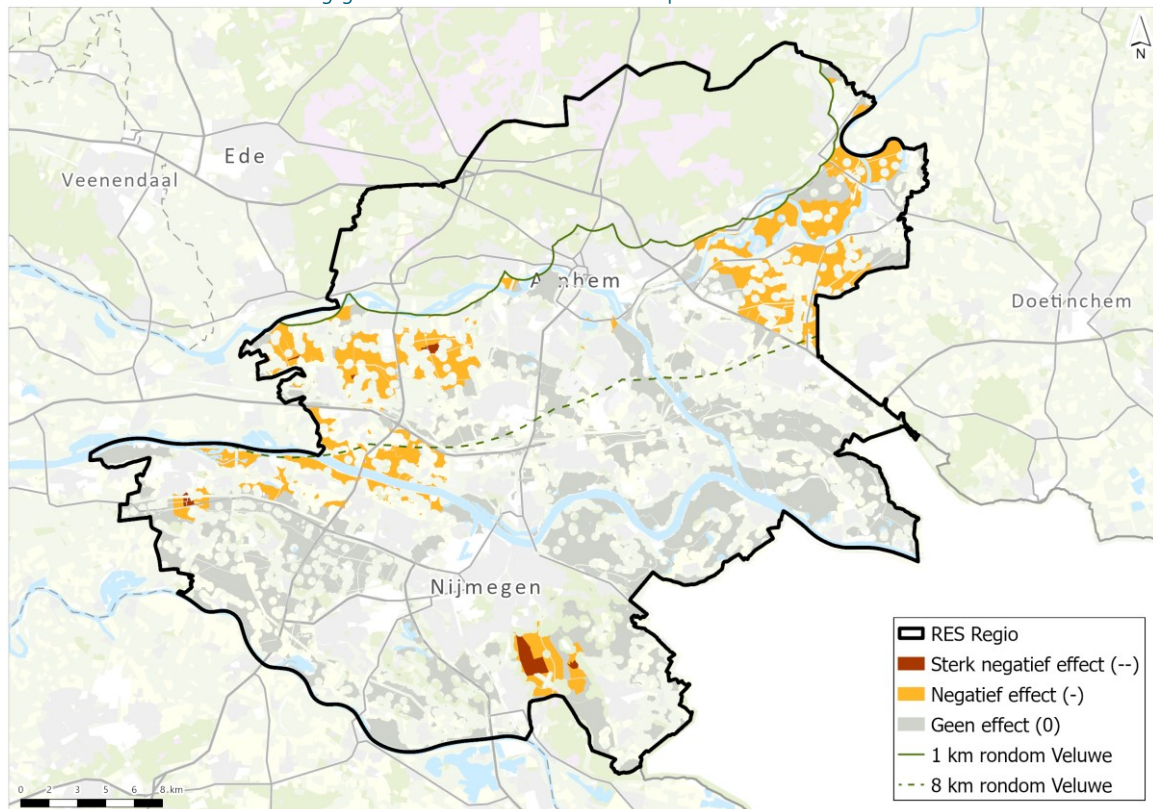 N
Ede
Veenendaal
Arnhem
Doetinchem
Nijmegen
RES Regio
Sterk negatief effect (--)
Negatief effect (-)
Geen effect (0)
1 km rondom Veluwe
8 km rondom Veluwe
0 2 3 5 6 8 km